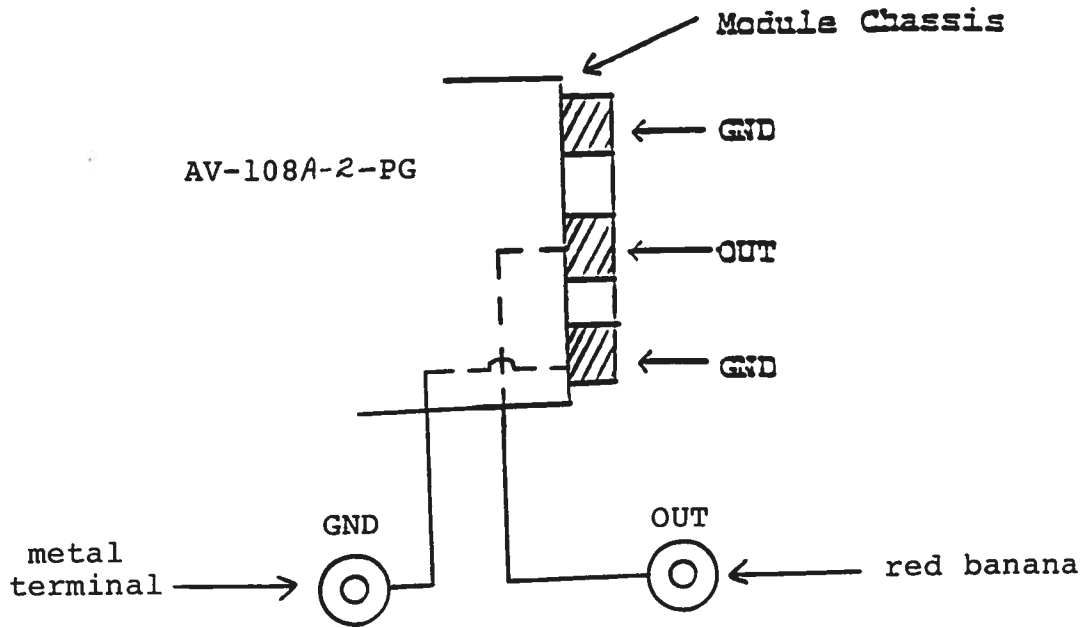 Module Chassis
GND
AV-108A-2-PG
OUT
GND
GND
OUT
metal
terminal
red banana